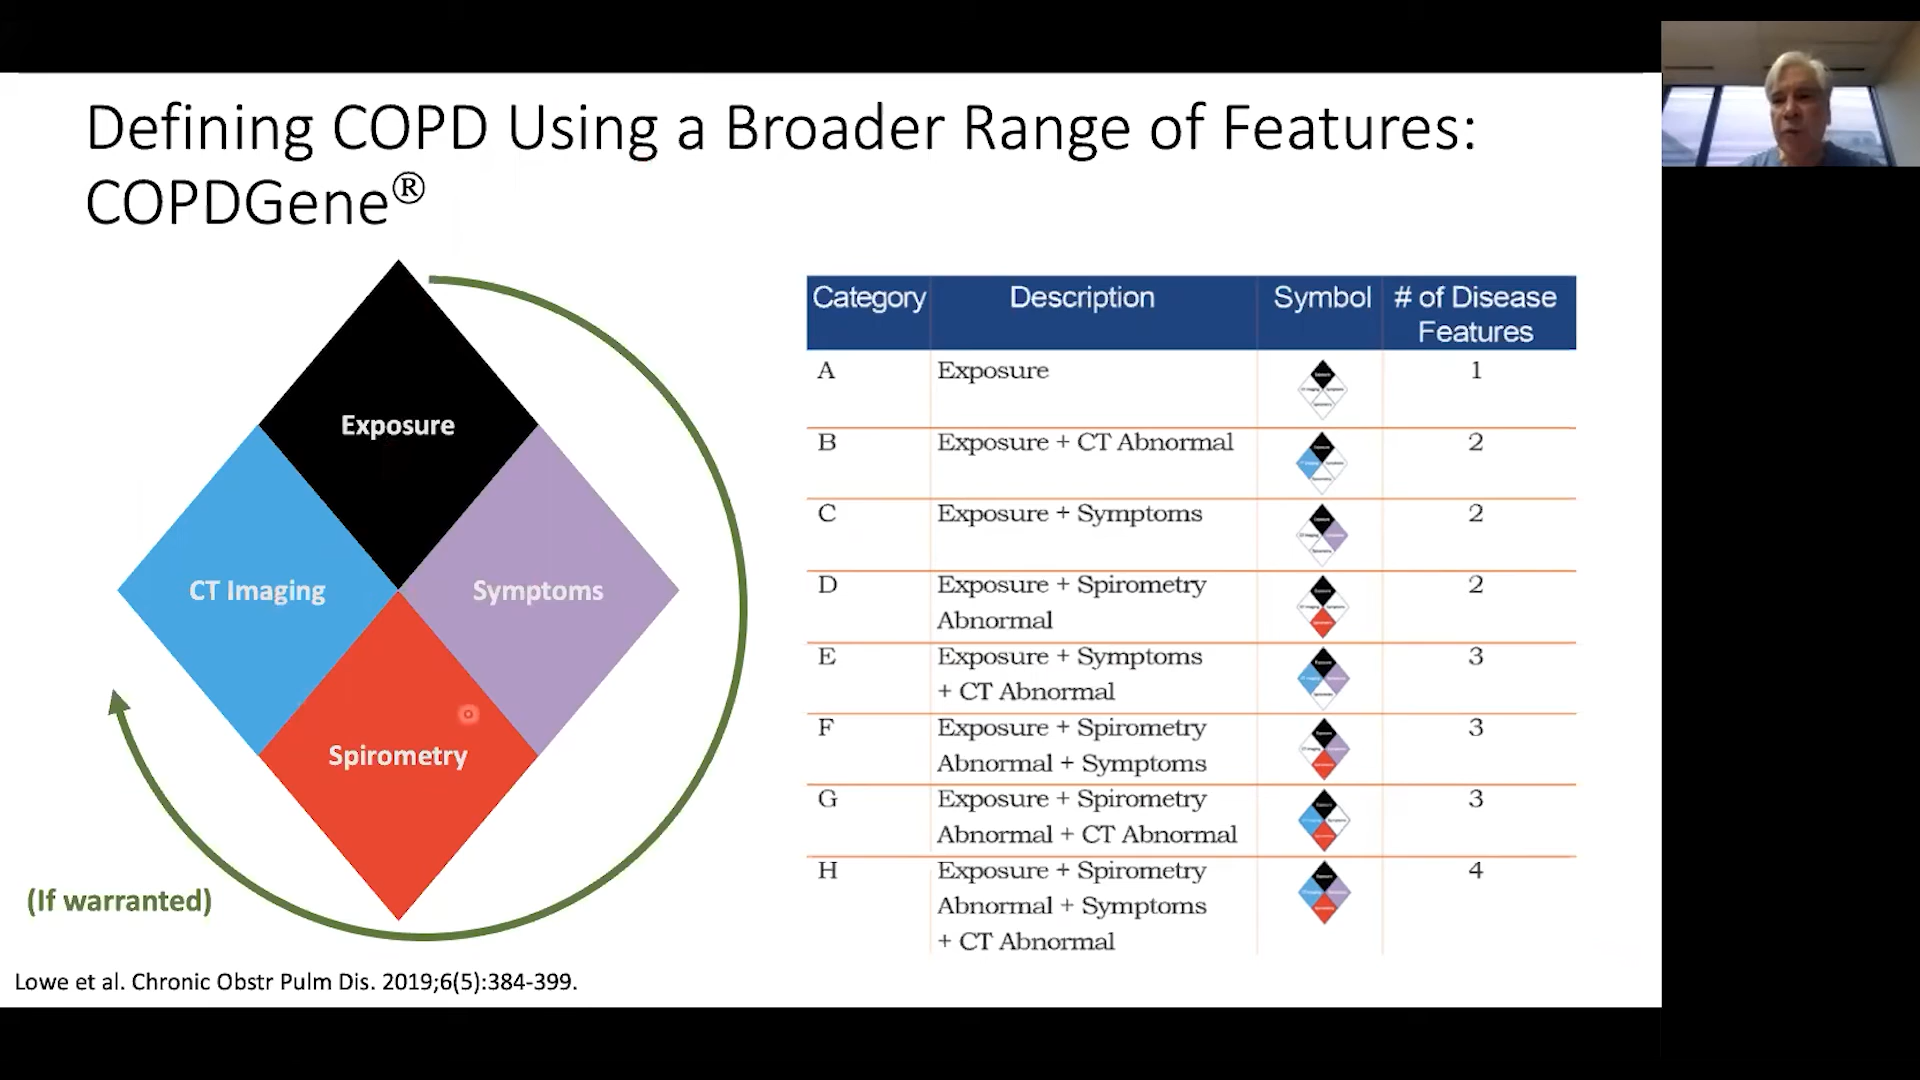 Defining COPD Using a Broader Range of Features:
COPDGene®
Exposure
CT Imaging
Symptoms
Spirometry
(If warranted)
Category Description Symbol # of Disease
Features
A Exposure 1
B Exposure + CT Abnormal 2
C Exposure + Symptoms 2
D Exposure + Spirometry 2
Abnormal
E Exposure + Symptoms 3
+ CT Abnormal
F Exposure + Spirometry 3
Abnormal + Symptoms
G Exposure + Spirometry 3
Abnormal + CT Abnormal
H Exposure + Spirometry 4
Abnormal + Symptoms
+ CT Abnormal
Lowe et al. Chronic Obstr Pulm Dis. 2019;6(5):384-399.